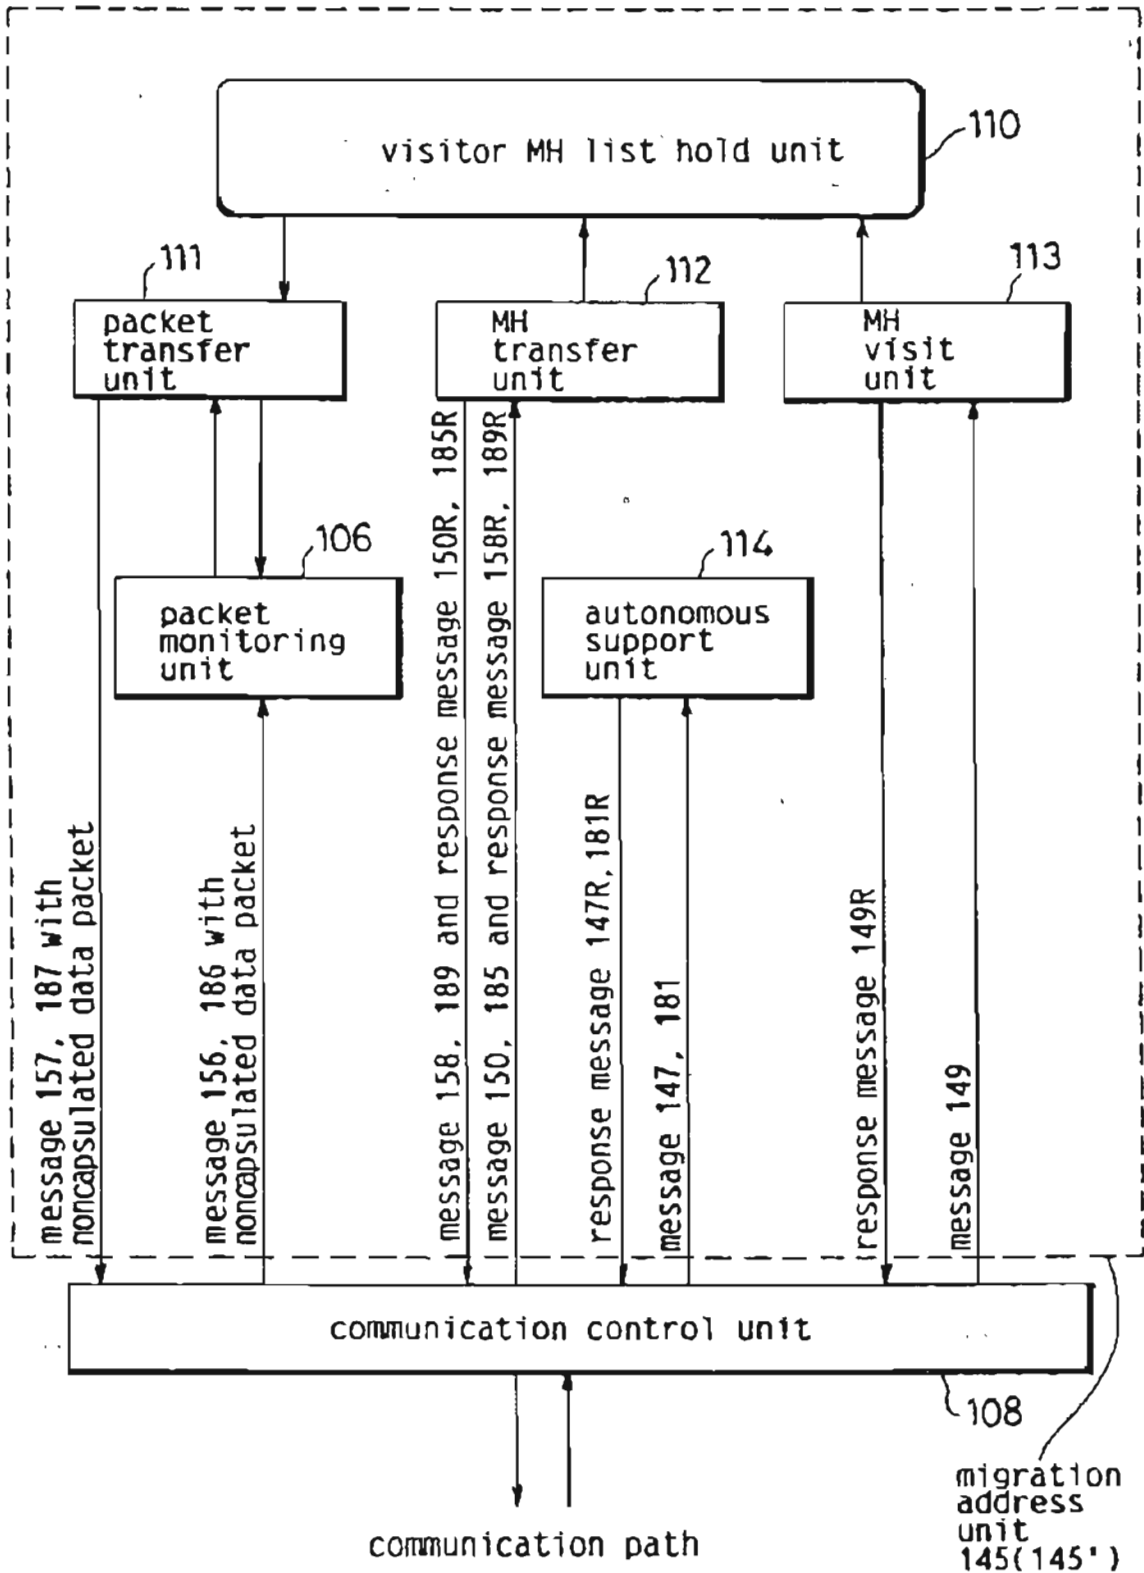 visitor MH list hold unit
110
111
112
113
packet
transfer
unit
MH
transfer
unit
MH
visit
unit
106
114
packet
monitoring
unit
autonomous
support
unit
message 157, 187 with
noncapsulated data packet
message 156, 186 with
noncapsulated data packet
message 158, 189 and response message 150R, 185R
message 150, 185 and response message 158R, 189R
response message 147R,181R
message 147, 181
response message 149R
message 149
communication control unit
108
communication path
migration
address
unit
145(145')